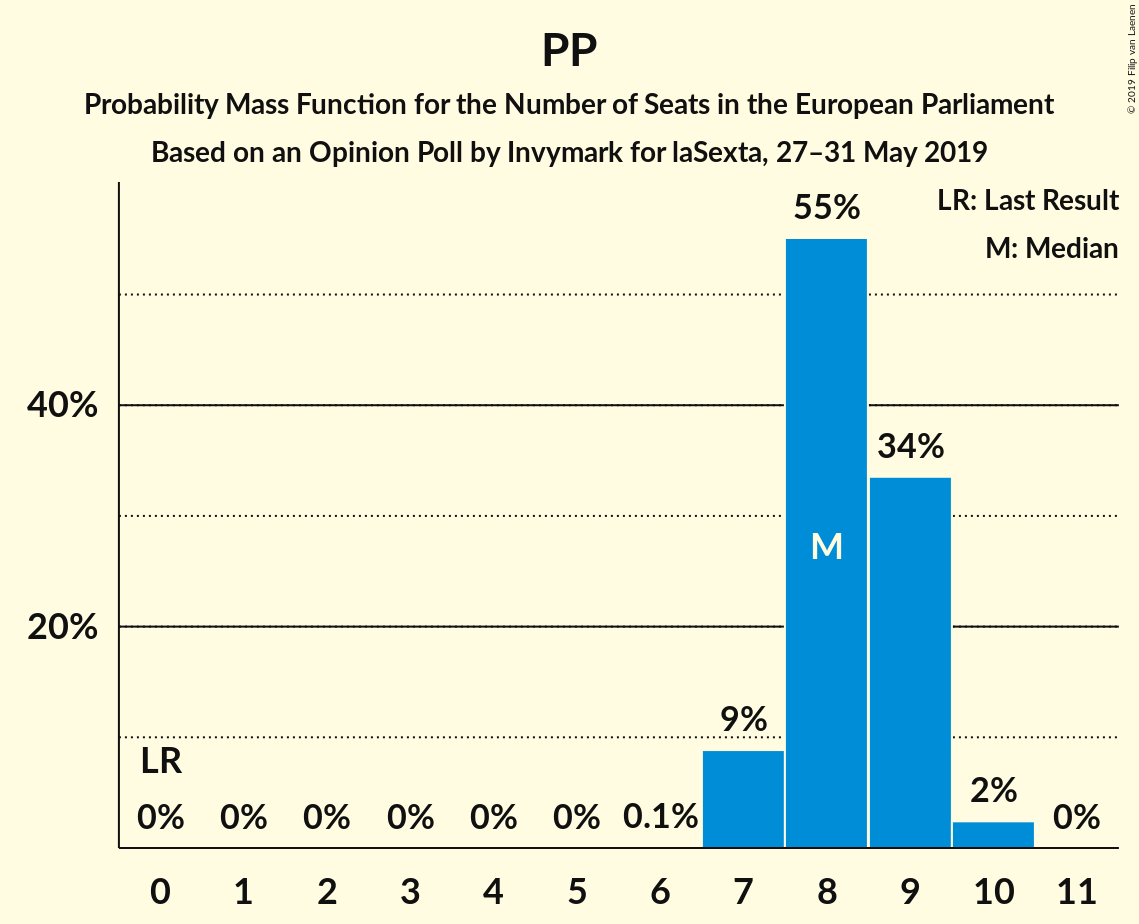 PP
Probability Mass Function for the Number of Seats in the European Parliament
Based on an Opinion Poll by Invymark for laSexta, 27–31 May 2019
© 2019 Filip van Laenen
LR: Last Result
M: Median
55%
40%
34%
M
20%
9%
LR
2%
0% 0% 0% 0% 0% 0% 0.1% 0%
0 1 2 3 4 5 6 7 8 9 10 11